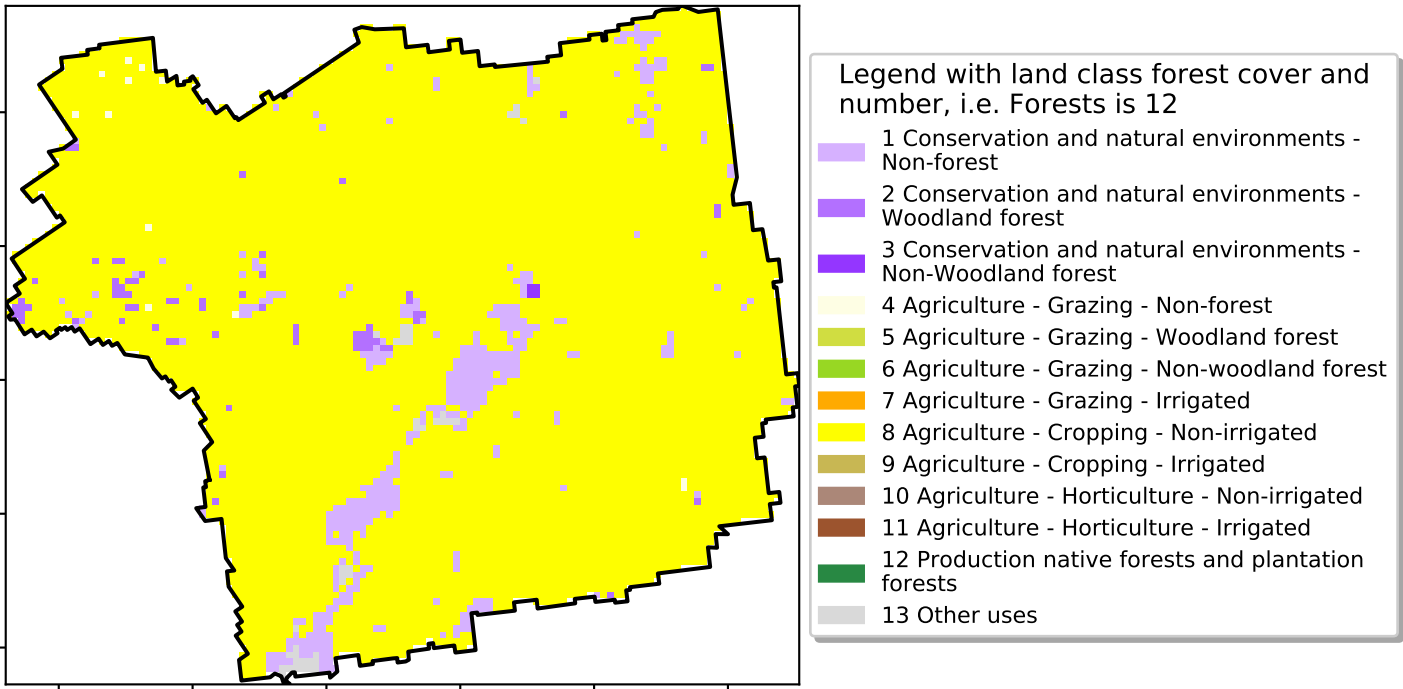 Legend with land class forest cover and
number, i.e. Forests is 12
1 Conservation and natural environments -
Non-forest
2 Conservation and natural environments -
Woodland forest
3 Conservation and natural environments -
Non-Woodland forest
4 Agriculture - Grazing - Non-forest
5 Agriculture - Grazing - Woodland forest
6 Agriculture - Grazing - Non-woodland forest
7 Agriculture - Grazing - Irrigated
8 Agriculture - Cropping - Non-irrigated
9 Agriculture - Cropping - Irrigated
10 Agriculture - Horticulture - Non-irrigated
11 Agriculture - Horticulture - Irrigated
12 Production native forests and plantation
forests
13 Other uses